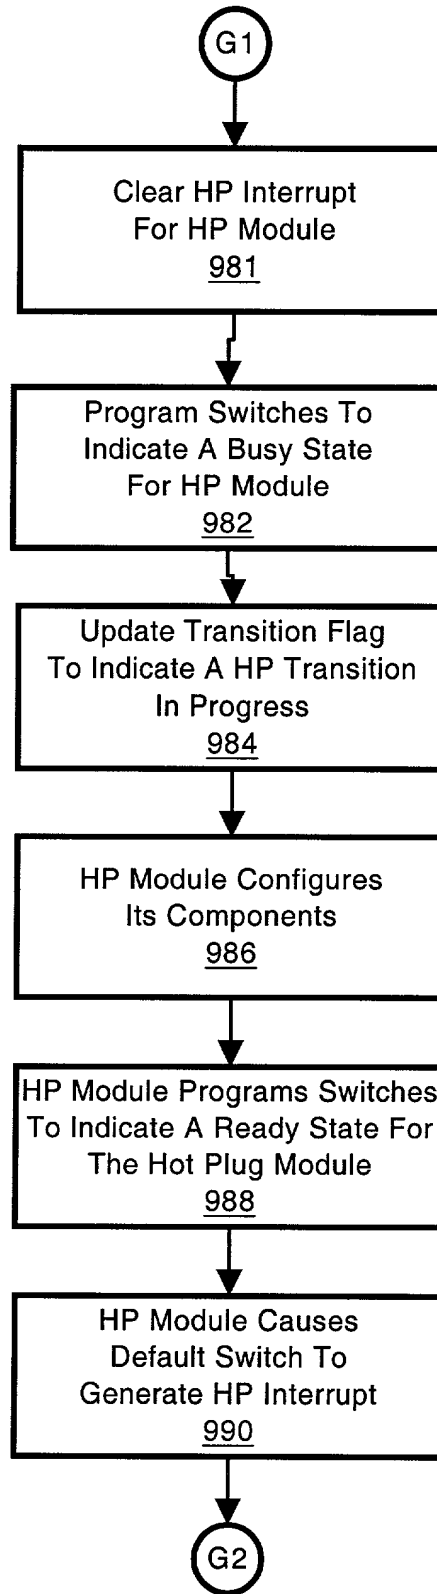 G1
Clear HP Interrupt
For HP Module
981
Program Switches To
Indicate A Busy State
For HP Module
982
Update Transition Flag
To Indicate A HP Transition
In Progress
984
HP Module Configures
Its Components
986
HP Module Programs Switches
To Indicate A Ready State For
The Hot Plug Module
988
HP Module Causes
Default Switch To
Generate HP Interrupt
990
G2